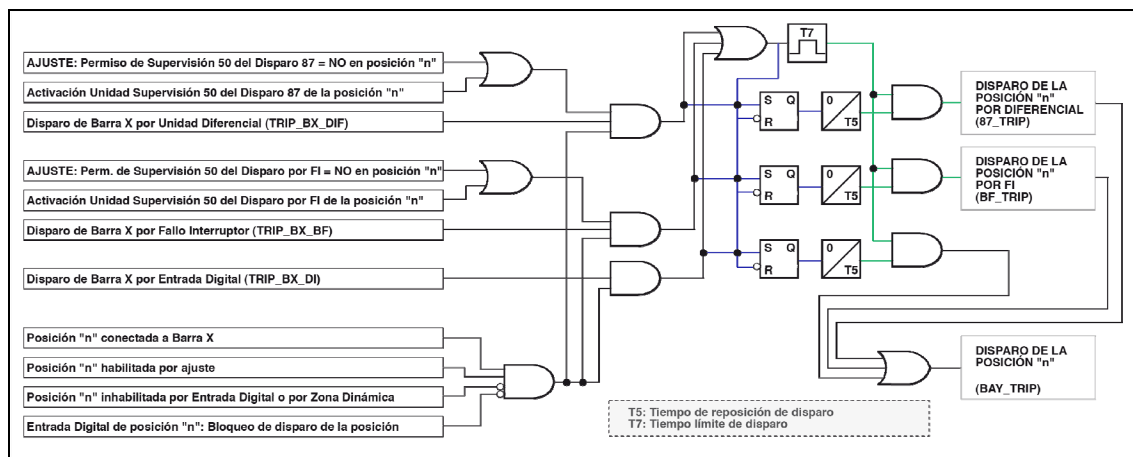 AJUSTE: Permiso de Supervisión 50 del Disparo 87 = NO en posición "n"
Activación Unidad Supervisión 50 del Disparo 87 de la posición "n"
Disparo de Barra X por Unidad Diferencial (TRIP_BX_DIF)
AJUSTE: Perm. de Supervisión 50 del Disparo por FI = NO en posición "n"
Activación Unidad Supervisión 50 del Disparo por FI de la posición "n"
Disparo de Barra X por Fallo Interruptor (TRIP_BX_BF)
Disparo de Barra X por Entrada Digital (TRIP_BX_DI)
Posición "n" conectada a Barra X
Posición "n" habilitada por ajuste
Posición "n" inhabilitada por Entrada Digital o por Zona Dinámica
Entrada Digital de posición "n": Bloqueo de disparo de la posición
T7
S Q
R
0
T5
S Q
R
0
T5
S Q
R
0
T5
DISPARO DE LA
POSICIÓN "n"
POR DIFERENCIAL
(87_TRIP)
DISPARO DE LA
POSICIÓN "n"
POR FI
(BF_TRIP)
DISPARO DE LA
POSICIÓN "n"
(BAY_TRIP)
T5: Tiempo de reposición de disparo
T7: Tiempo límite de disparo